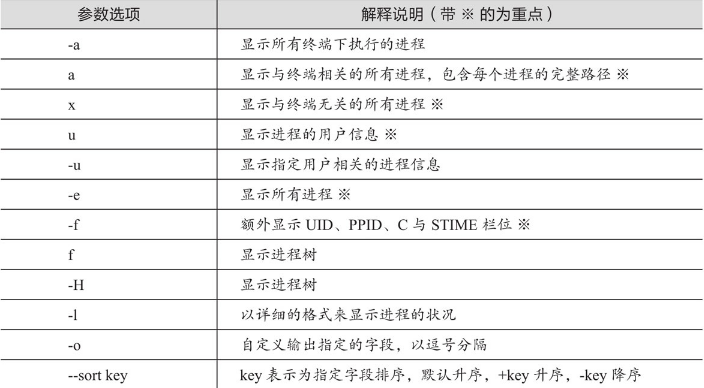 参数选项 解释说明（带 ※ 的为重点）
-a 显示所有终端下执行的进程
a 显示与终端相关的所有进程，包含每个进程的完整路径 ※
x 显示与终端无关的所有进程 ※
u 显示进程的用户信息 ※
-u 显示指定用户相关的进程信息
-e 显示所有进程 ※
-f 额外显示 UID、PPID、C 与 STIME 栏位 ※
f 显示进程树
-H 显示进程树
-l 以详细的格式来显示进程的状况
-o 自定义输出指定的字段，以逗号分隔
--sort key key 表示为指定字段排序，默认升序，+key 升序，-key 降序